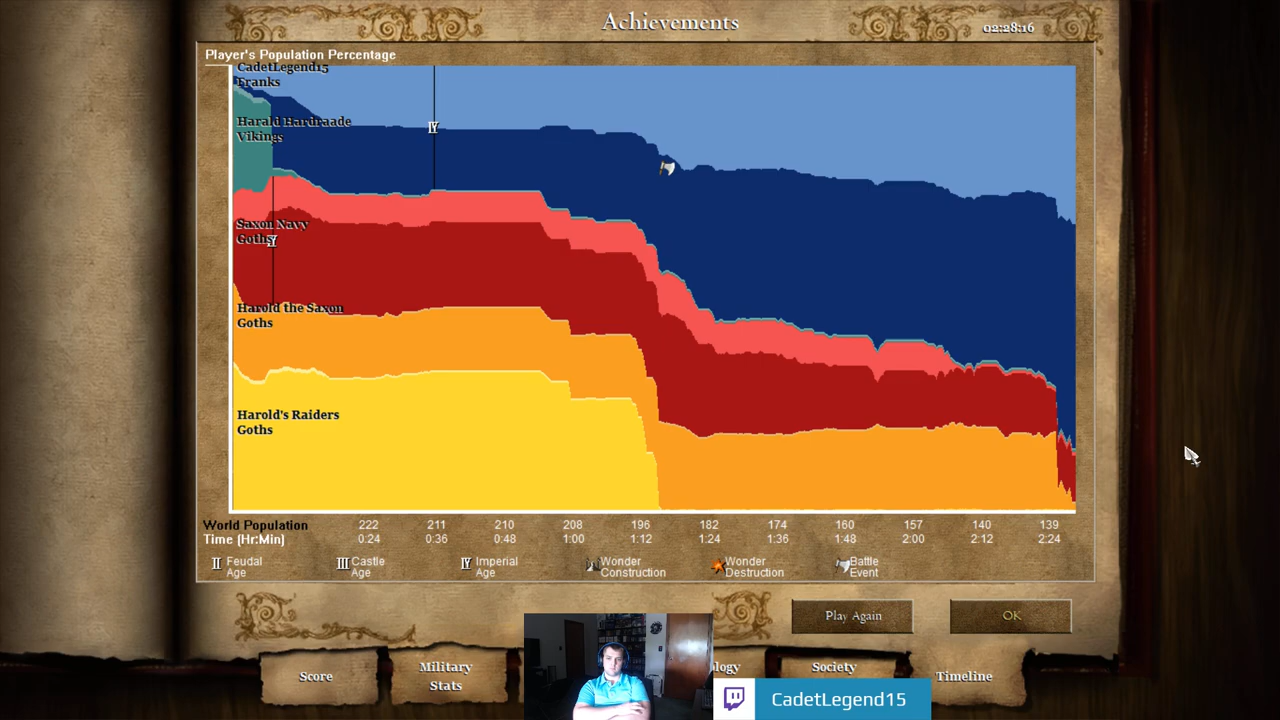 Achievements
02:28:16
Player's Population Percentage
CadetLegend15
Franks
Harald Hardraade
Vikings
IV
Saxon Navy
Goths
IV
Harold the Saxon
Goths
Harold's Raiders
Goths
World Population 222 211 210 208 196 182 174 160 157 140 139
Time (Hr:Min) 0:24 0:36 0:48 1:00 1:12 1:24 1:36 1:48 2:00 2:12 2:24
II Feudal Age
III Castle Age
IV Imperial Age
Wonder Construction
Wonder Destruction
Battle Event
Play Again
OK
Score
Military Stats
Society
Timeline
CadetLegend15